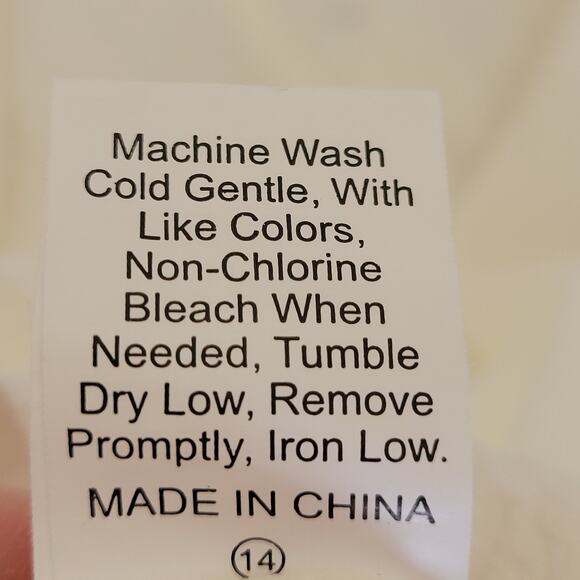 Machine Wash
Cold Gentle, With
Like Colors,
Non-Chlorine
Bleach When
Needed, Tumble
Dry Low, Remove
Promptly, Iron Low.
MADE IN CHINA
14